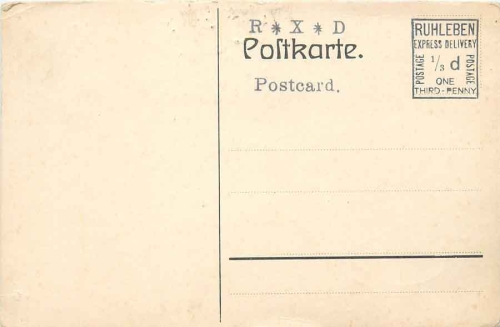 R * X * D
Poſtkarte.
Postcard.
RUHLEBEN
EXPRESS DELIVERY
POSTAGE 1/3 d POSTAGE
ONE
THIRD-PENNY